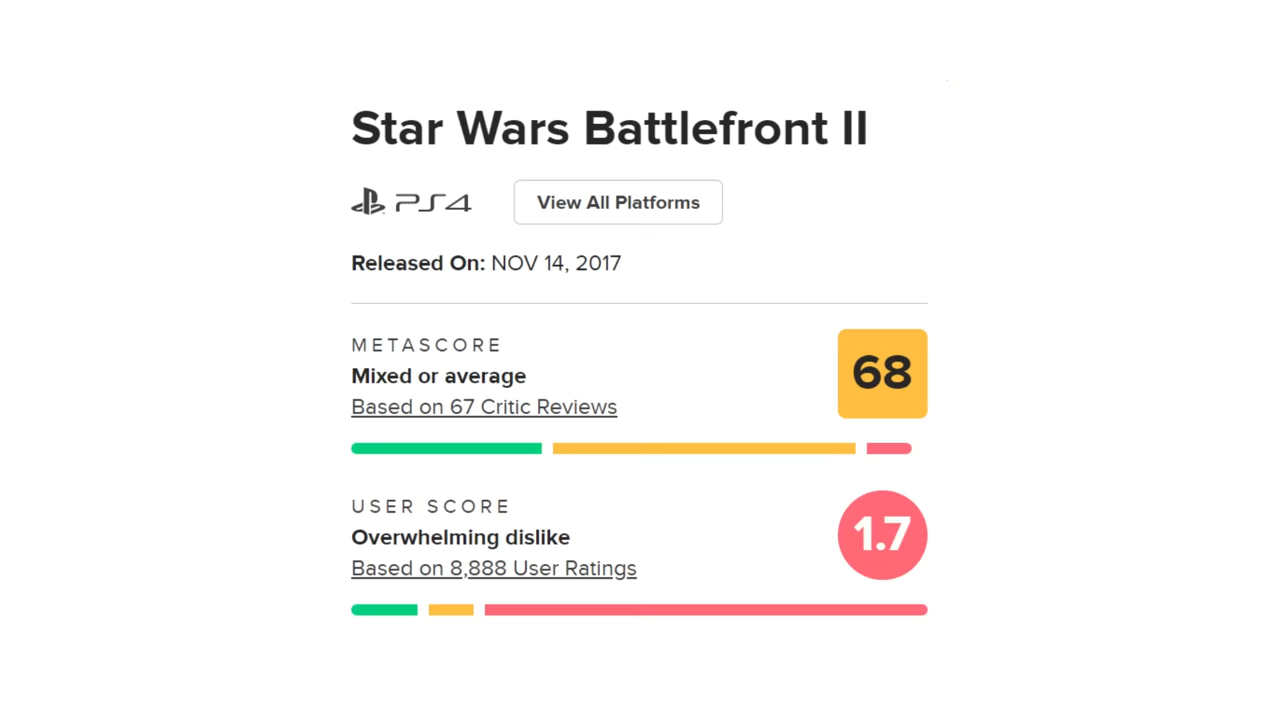 Star Wars Battlefront II
PS4 View All Platforms
Released On: NOV 14, 2017
METASCORE
Mixed or average
68
Based on 67 Critic Reviews
USER SCORE
Overwhelming dislike
1.7
Based on 8,888 User Ratings